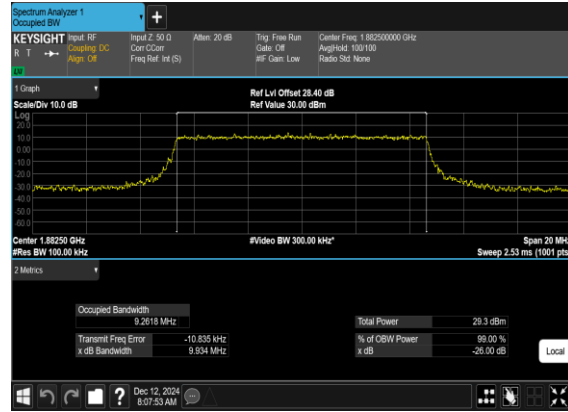 Spectrum Analyzer 1
Occupied BW
KEYSIGHT
R T
LM
Input: RF
Coupling: DC
Align: Off
Input Z: 50 Ω
Corr CCorr
Freq Ref: Int (S)
Atten: 20 dB
Trig: Free Run
Gate: Off
#IF Gain: Low
Center Freq: 1.882500000 GHz
Avg|Hold: 100/100
Radio Std: None
1 Graph
Scale/Div 10.0 dB
Ref Lvl Offset 28.40 dB
Ref Value 30.00 dBm
Log
20.0
10.0
0.00
-10.0
-20.0
-30.0
-40.0
-50.0
-60.0
Center 1.88250 GHz
#Video BW 300.00 kHz*
Span 20 MHz
#Res BW 100.00 kHz
Sweep 2.53 ms (1001 pts
2 Metrics
Occupied Bandwidth
9.2618 MHz
Total Power 29.3 dBm
Transmit Freq Error -10.835 kHz
% of OBW Power 99.00 %
x dB Bandwidth 9.934 MHz
x dB -26.00 dB
Local
?
Dec 12, 2024
8:07:53 AM